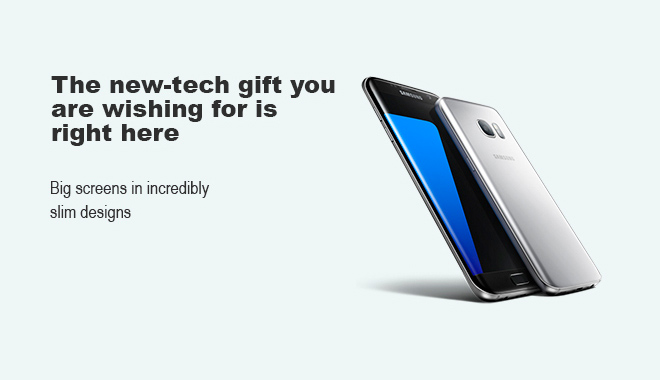 The new-tech gift you
are wishing for is
right here
Big screens in incredibly
slim designs
SAMSUNG
SAMSUNG